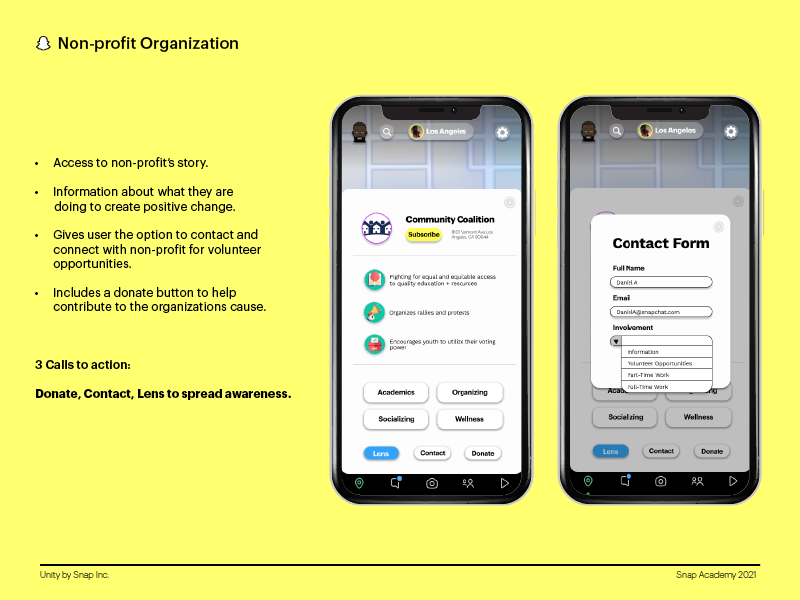 Non-profit Organization
• Access to non-profit's story.
• Information about what they are
doing to create positive change.
• Gives user the option to contact and
connect with non-profit for volunteer
opportunities.
• Includes a donate button to help
contribute to the organizations cause.
3 Calls to action:
Donate, Contact, Lens to spread awareness.
Los Angeles
Community Coalition
Subscribe
8101 Vermont Ave Los
Angeles, CA 90044
Fighting for equal and equitable access
to quality education + resources
Organizes rallies and protests
Encourages youth to utilize their voting
power
Academics
Organizing
Socializing
Wellness
Lens
Contact
Donate
Los Angeles
Contact Form
Full Name
Daniel A
Email
DanielA@snapchat.com
Involvement
Information
Volunteer Opportunities
Part-Time Work
Full-Time Work
Socializing
Wellness
Lens
Contact
Donate
Unity by Snap Inc.
Snap Academy 2021